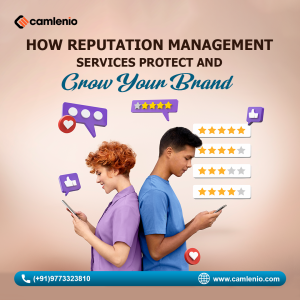 camlenio
HOW REPUTATION MANAGEMENT
SERVICES PROTECT AND
Grow Your Brand
(+91)9773323810
www.camlenio.com